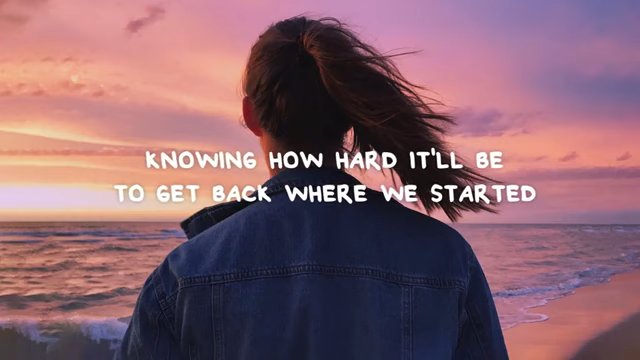 KNOWING HOW HARD IT'LL BE
TO GET BACK WHERE WE STARTED